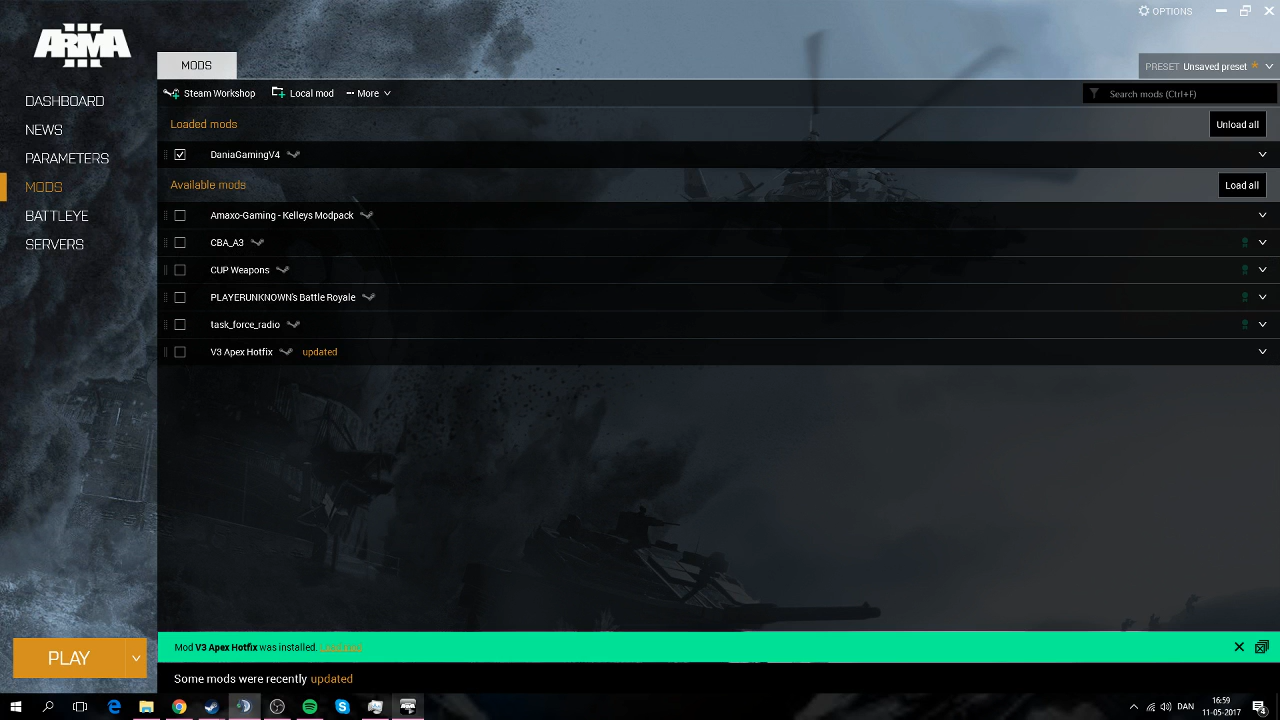 OPTIONS
ARMA III
MODS
PRESET Unsaved preset *
DASHBOARD
NEWS
PARAMETERS
MODS
BATTLEYE
SERVERS
Steam Workshop
Local mod
More
Search mods (Ctrl+F)
Loaded mods
Unload all
DaniaGamingV4
Available mods
Load all
Amaxo-Gaming - Kelleys Modpack
CBA_A3
CUP Weapons
PLAYERUNKNOWN's Battle Royale
task_force_radio
V3 Apex Hotfix updated
Mod V3 Apex Hotfix was installed.
Some mods were recently updated
PLAY
DAN
16:59
11-05-2017